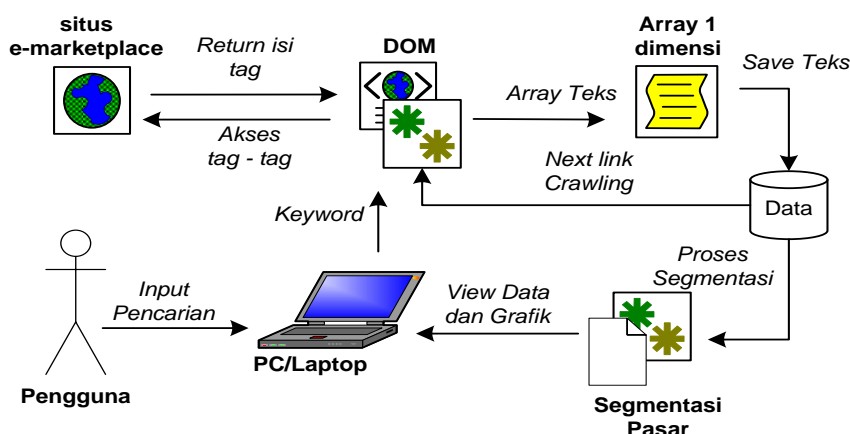 situs
e-marketplace
Return isi
tag
DOM
Array 1
dimensi
Save Teks
Array Teks
Akses
tag - tag
Next link
Crawling
Keyword
Data
Proses
Segmentasi
Input
Pencarian
View Data
dan Grafik
PC/Laptop
Pengguna
Segmentasi
Pasar